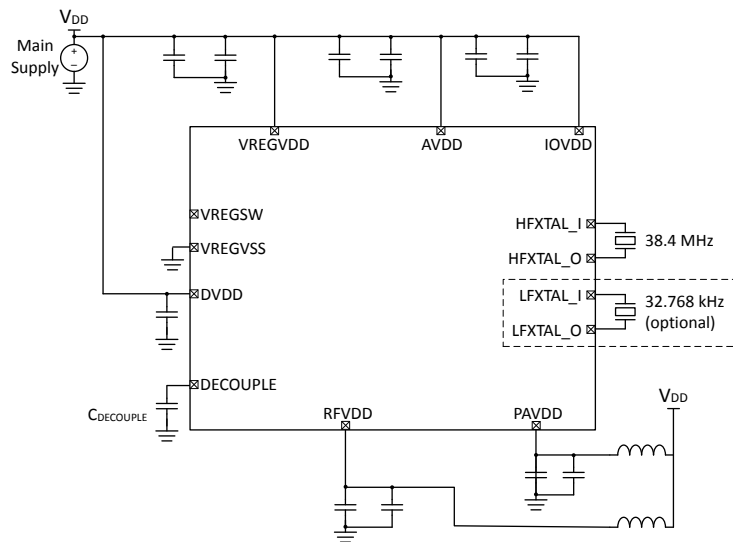 VDD
Main
Supply
+
−
VREGVDD
AVDD
IOVDD
VREGSW
VREGVSS
DVDD
DECOUPLE
CDECOUPLE
RFVDD
PAVDD
HFXTAL_I
HFXTAL_O
38.4 MHz
LFXTAL_I
LFXTAL_O
32.768 kHz
(optional)
VDD